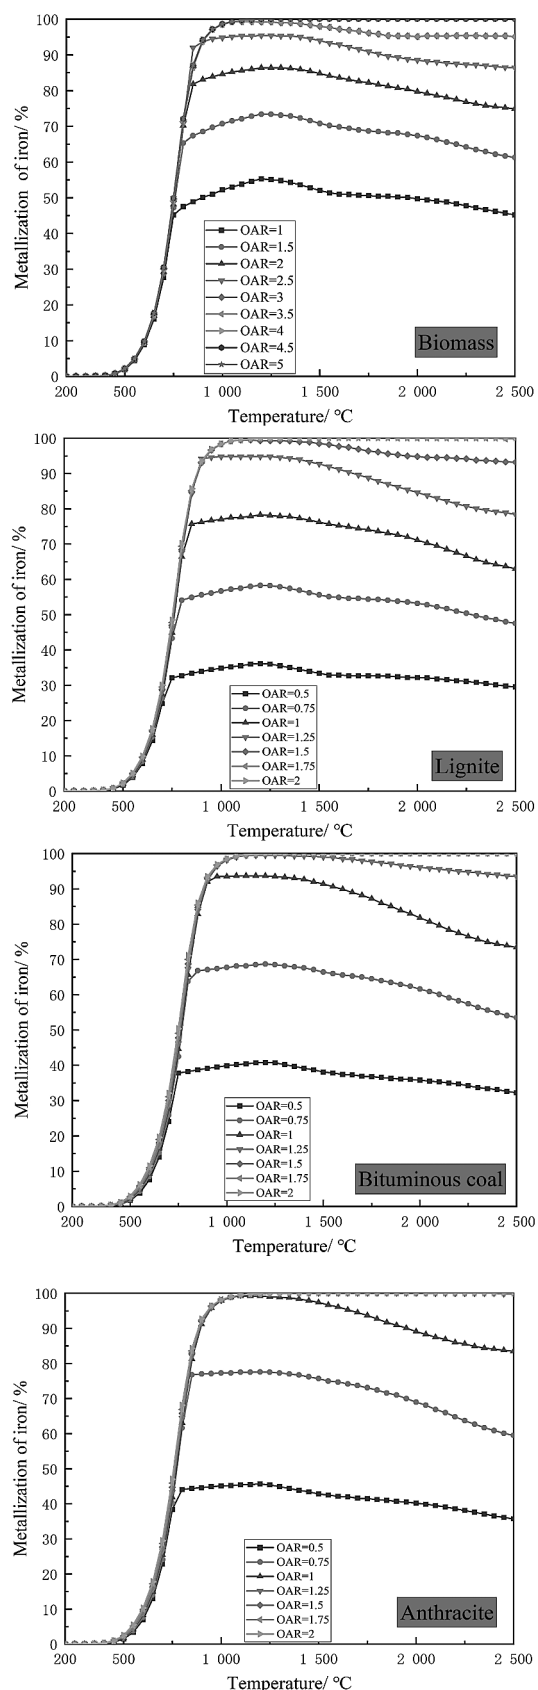 Metallization of iron/ %
100
90
80
70
60
50
40
30
20
10
0
OAR=1
OAR=1.5
OAR=2
OAR=2.5
OAR=3
OAR=3.5
OAR=4
OAR=4.5
OAR=5
Biomass
200 500 1 000 1 500 2 000 2 500
Temperature/ ℃
Metallization of iron/ %
100
90
80
70
60
50
40
30
20
10
0
OAR=0.5
OAR=0.75
OAR=1
OAR=1.25
OAR=1.5
OAR=1.75
OAR=2
Lignite
200 500 1 000 1 500 2 000 2 500
Temperature/ ℃
Metallization of iron/ %
100
90
80
70
60
50
40
30
20
10
0
OAR=0.5
OAR=0.75
OAR=1
OAR=1.25
OAR=1.5
OAR=1.75
OAR=2
Bituminous coal
200 500 1 000 1 500 2 000 2 500
Temperature/ ℃
Metallization of iron/ %
100
90
80
70
60
50
40
30
20
10
0
OAR=0.5
OAR=0.75
OAR=1
OAR=1.25
OAR=1.5
OAR=1.75
OAR=2
Anthracite
200 500 1 000 1 500 2 000 2 500
Temperature/ ℃